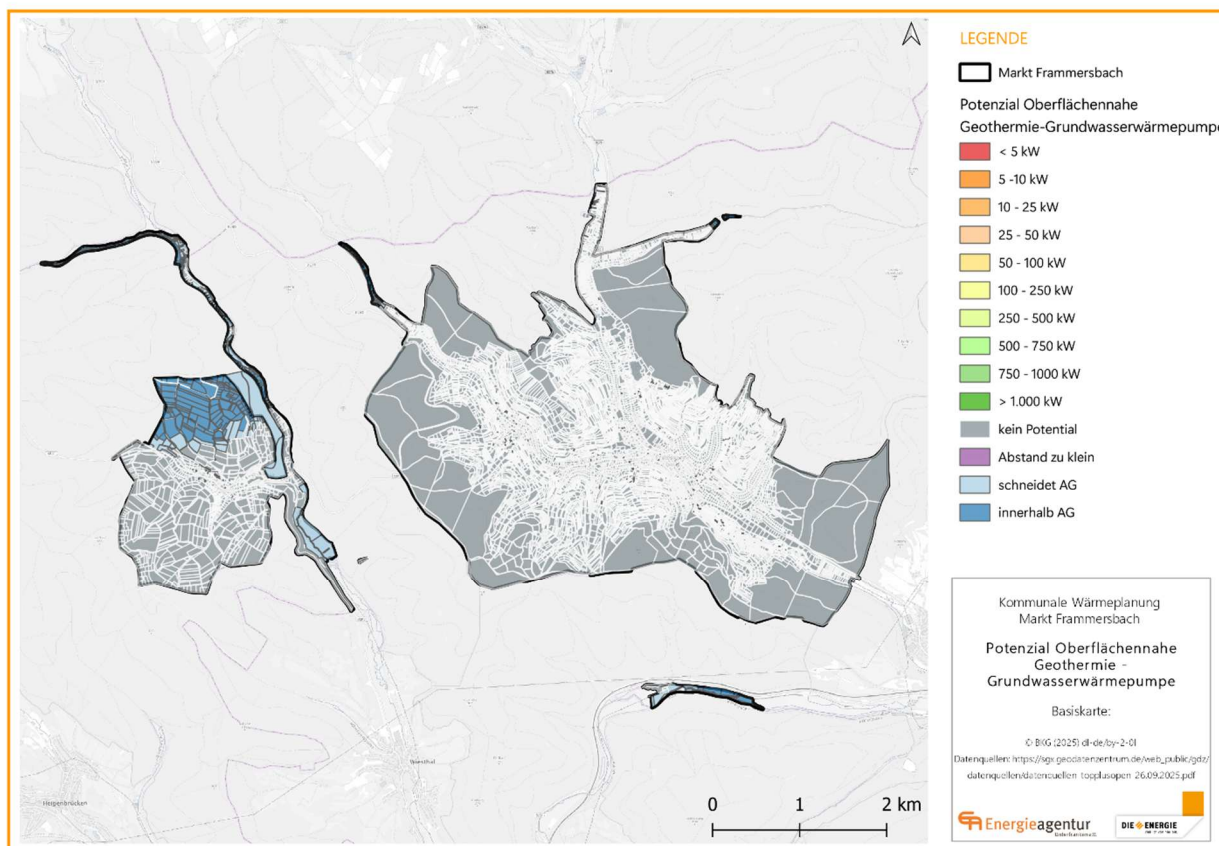 LEGENDE
Markt Frammersbach
Potenzial Oberflächennahe
Geothermie-Grundwasserwärmepumpe
< 5 kW
5 -10 kW
10 - 25 kW
25 - 50 kW
50 - 100 kW
100 - 250 kW
250 - 500 kW
500 - 750 kW
750 - 1000 kW
> 1.000 kW
kein Potential
Abstand zu klein
schneidet AG
innerhalb AG
Kommunale Wärmeplanung
Markt Frammersbach
Potenzial Oberflächennahe
Geothermie -
Grundwasserwärmepumpe
Basiskarte:
© BKG (2025) dl-de/by-2-0|
Datenquellen: https://sgx.geodatenzentrum.de/web_public/gdz/
datenquellen/datenquellen_topplusopen_26.09.2025.pdf
Energieagentur
DIE ENERGIE
0 1 2 km
Wiesthal
Heigenbrücken